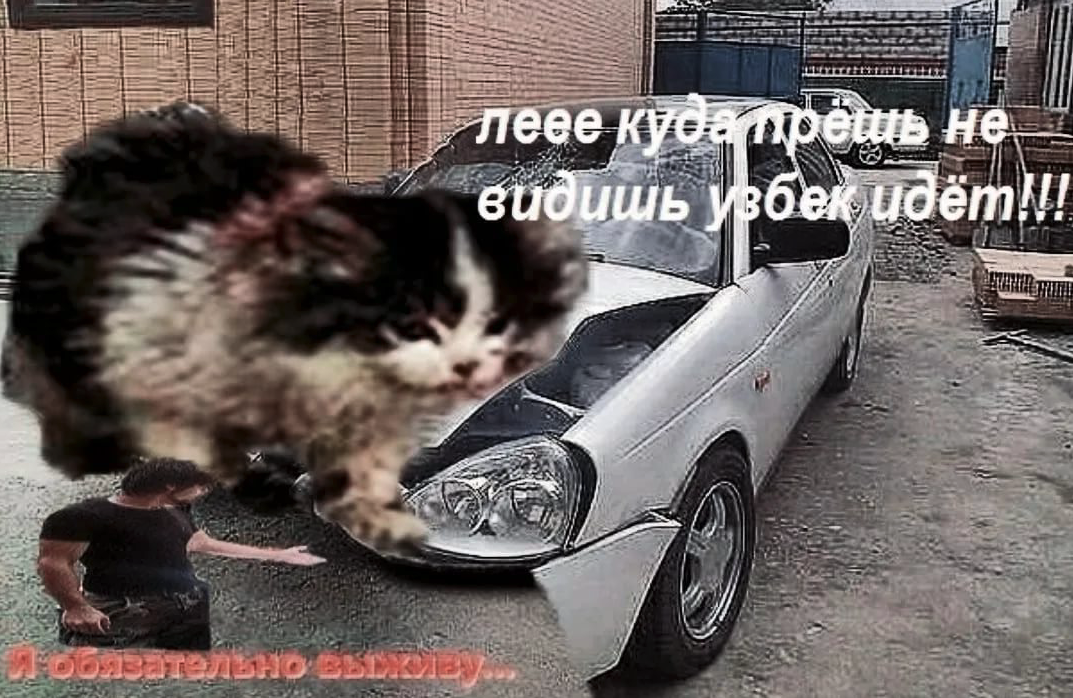 леее куда прёшь не
видишь узбек идёт!!!
Я обязательно выживу...